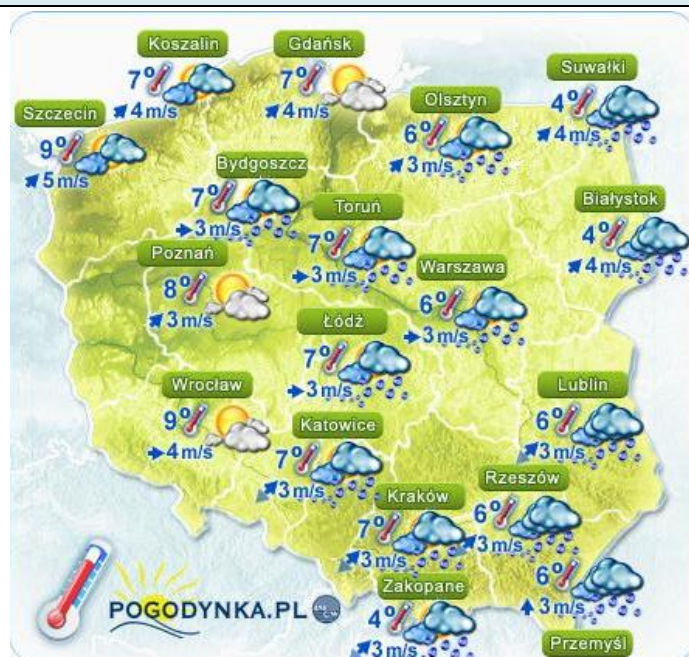 Koszalin
7°
4 m/s
Gdańsk
7°
4 m/s
Suwałki
4°
4 m/s
Szczecin
9°
5 m/s
Olsztyn
6°
3 m/s
Bydgoszcz
7°
3 m/s
Toruń
7°
3 m/s
Białystok
4°
4 m/s
Poznań
8°
3 m/s
Warszawa
6°
3 m/s
Łódź
7°
3 m/s
Wrocław
9°
4 m/s
Katowice
7°
3 m/s
Lublin
6°
3 m/s
Kraków
7°
3 m/s
Rzeszów
6°
3 m/s
Zakopane
4°
3 m/s
6°
3 m/s
Przemyśl
POGODYNKA.PL